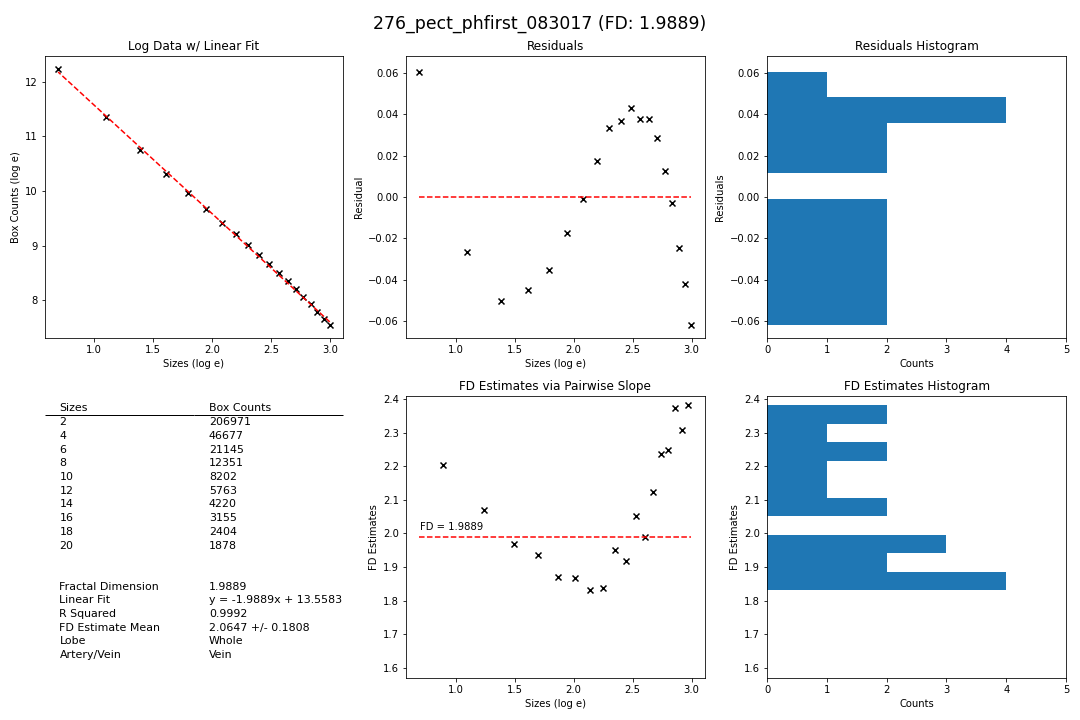 276_pect_phfirst_083017 (FD: 1.9889)
Log Data w/ Linear Fit
Box Counts (log e)
12
11
10
9
8
1.0 1.5 2.0 2.5 3.0
Sizes (log e)
Residuals
Residual
0.06
0.04
0.02
0.00
−0.02
−0.04
−0.06
1.0 1.5 2.0 2.5 3.0
Sizes (log e)
Residuals Histogram
Residuals
0.06
0.04
0.02
0.00
−0.02
−0.04
−0.06
0 1 2 3 4 5
Counts
Sizes Box Counts
2 206971
4 46677
6 21145
8 12351
10 8202
12 5763
14 4220
16 3155
18 2404
20 1878
Fractal Dimension 1.9889
Linear Fit y = -1.9889x + 13.5583
R Squared 0.9992
FD Estimate Mean 2.0647 +/- 0.1808
Lobe Whole
Artery/Vein Vein
FD Estimates via Pairwise Slope
FD Estimates
2.4
2.3
2.2
2.1
2.0
1.9
1.8
1.7
1.6
FD = 1.9889
1.0 1.5 2.0 2.5 3.0
Sizes (log e)
FD Estimates Histogram
FD Estimates
2.4
2.3
2.2
2.1
2.0
1.9
1.8
1.7
1.6
0 1 2 3 4 5
Counts